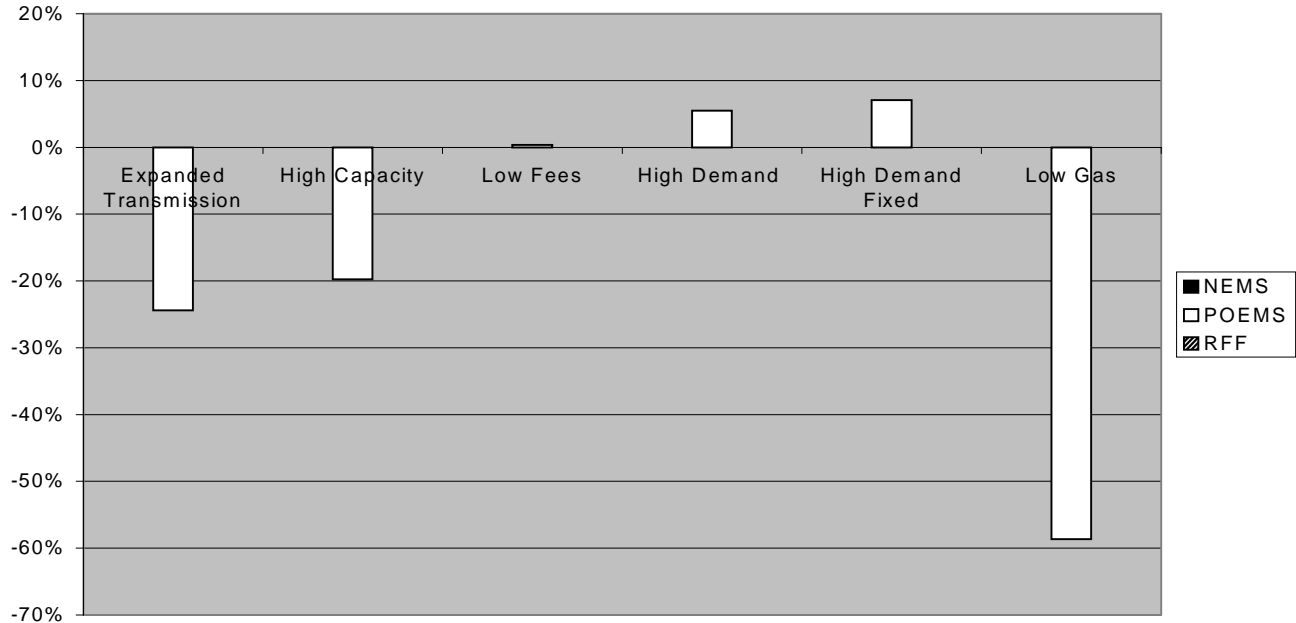 20%
10%
0%
Expanded High Capacity Low Fees High Demand High Demand Low Gas
Transmission Fixed
-10%
-20%
-30%
-40%
-50%
-60%
-70%
NEMS
POEMS
RFF